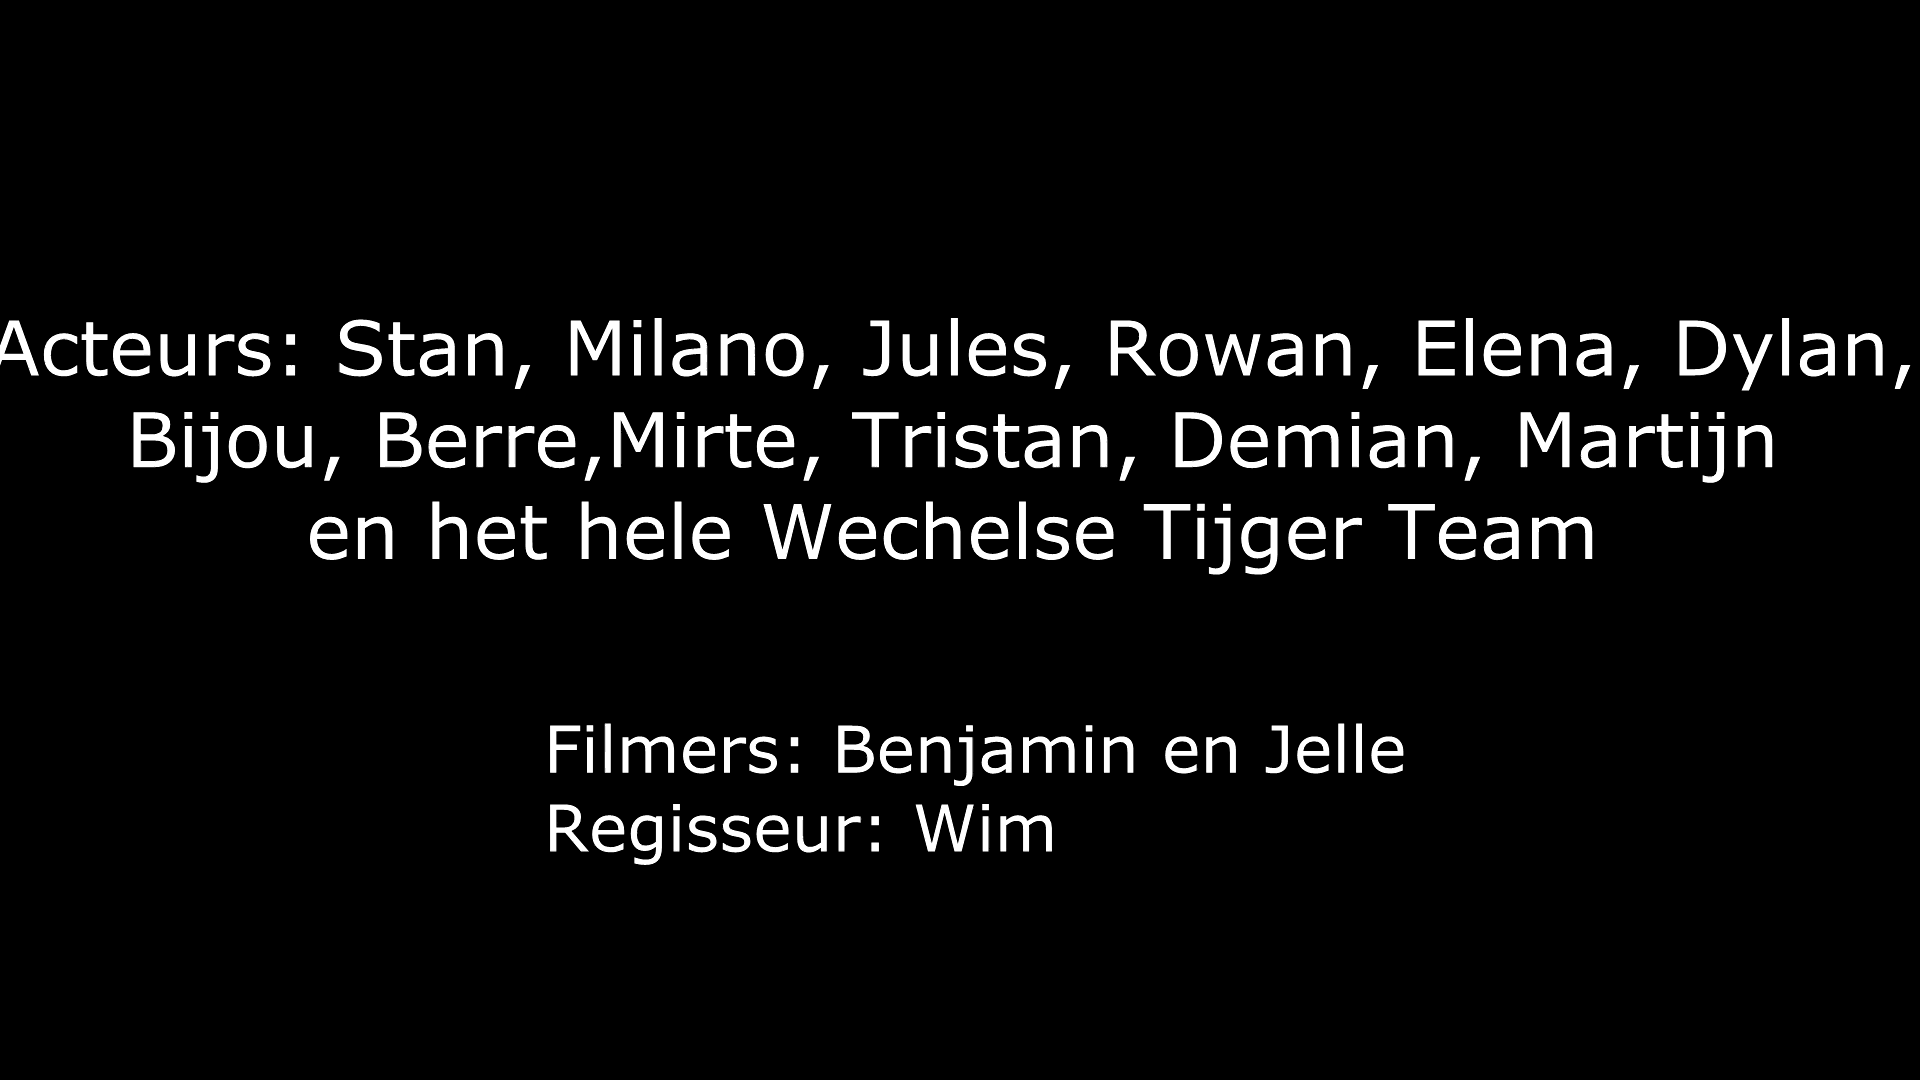 Acteurs: Stan, Milano, Jules, Rowan, Elena, Dylan,
Bijou, Berre,Mirte, Tristan, Demian, Martijn
en het hele Wechelse Tijger Team
Filmers: Benjamin en Jelle
Regisseur: Wim